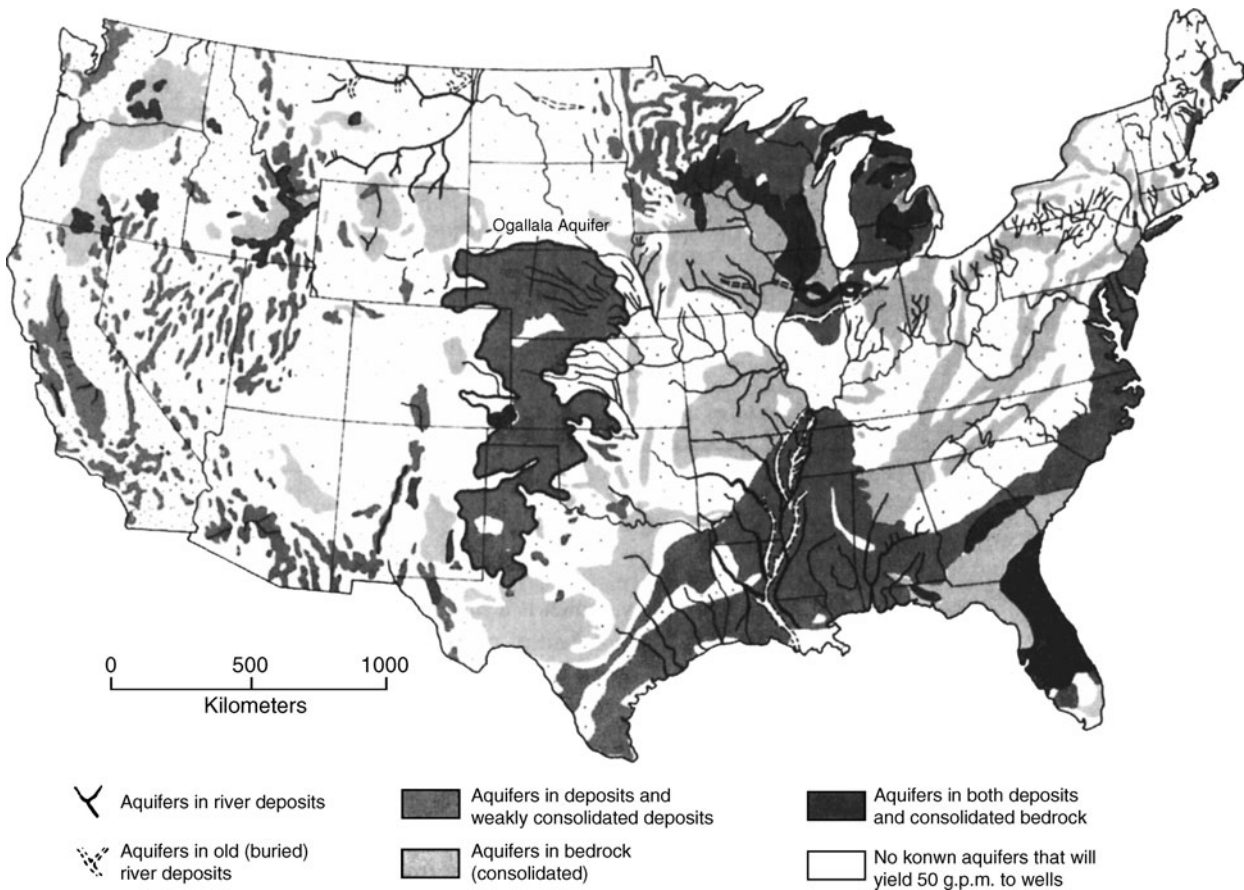 Ogallala Aquifer
0 500 1000
Kilometers
Aquifers in river deposits
Aquifers in old (buried)
river deposits
Aquifers in deposits and
weakly consolidated deposits
Aquifers in bedrock
(consolidated)
Aquifers in both deposits
and consolidated bedrock
No konwn aquifers that will
yield 50 g.p.m. to wells